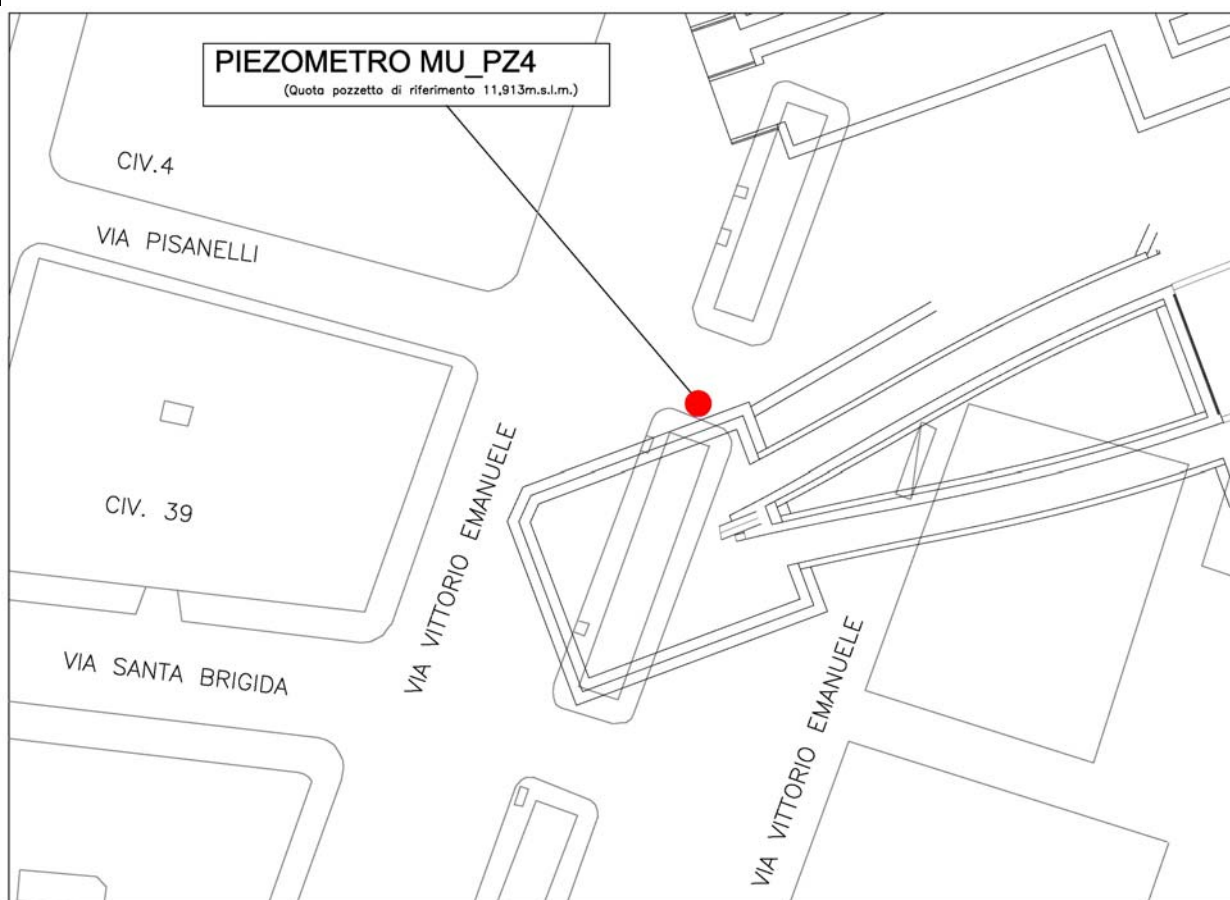 PIEZOMETRO MU_PZ4
(Quota pozzetto di riferimento 11,913m.s.l.m.)
CIV.4
VIA PISANELLI
CIV. 39
VIA VITTORIO EMANUELE
VIA SANTA BRIGIDA
VIA VITTORIO EMANUELE